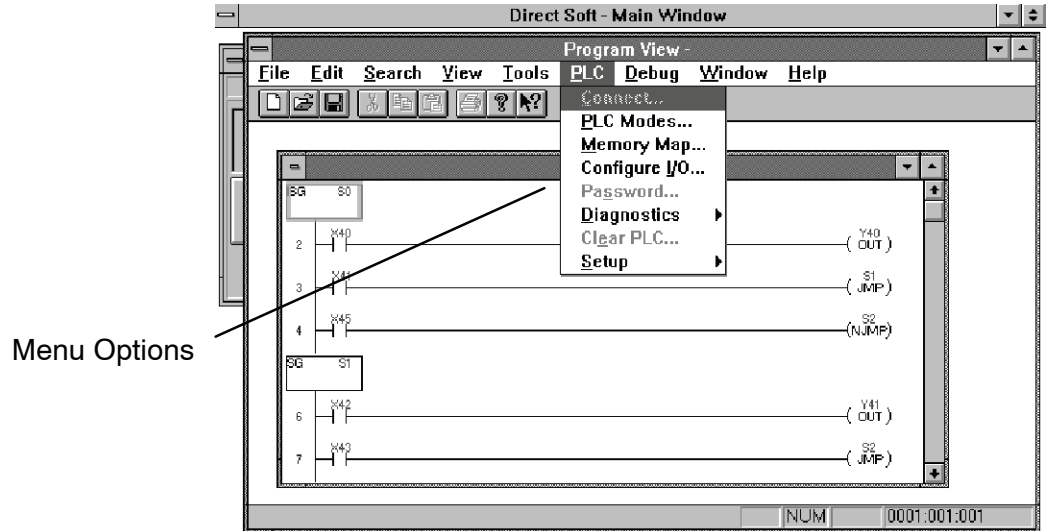 Direct Soft - Main Window
Program View -
File Edit Search View Tools PLC Debug Window Help
Connect...
PLC Modes...
Memory Map...
Configure I/O...
Password...
Diagnostics
Clear PLC...
Setup
SG S0
2 X40 Y40 OUT
3 X41 S1 JMP
4 X45 S2 NJMP
Menu Options
SG S1
6 X42 Y41 OUT
7 X43 S2 JMP
NUM 0001:001:001